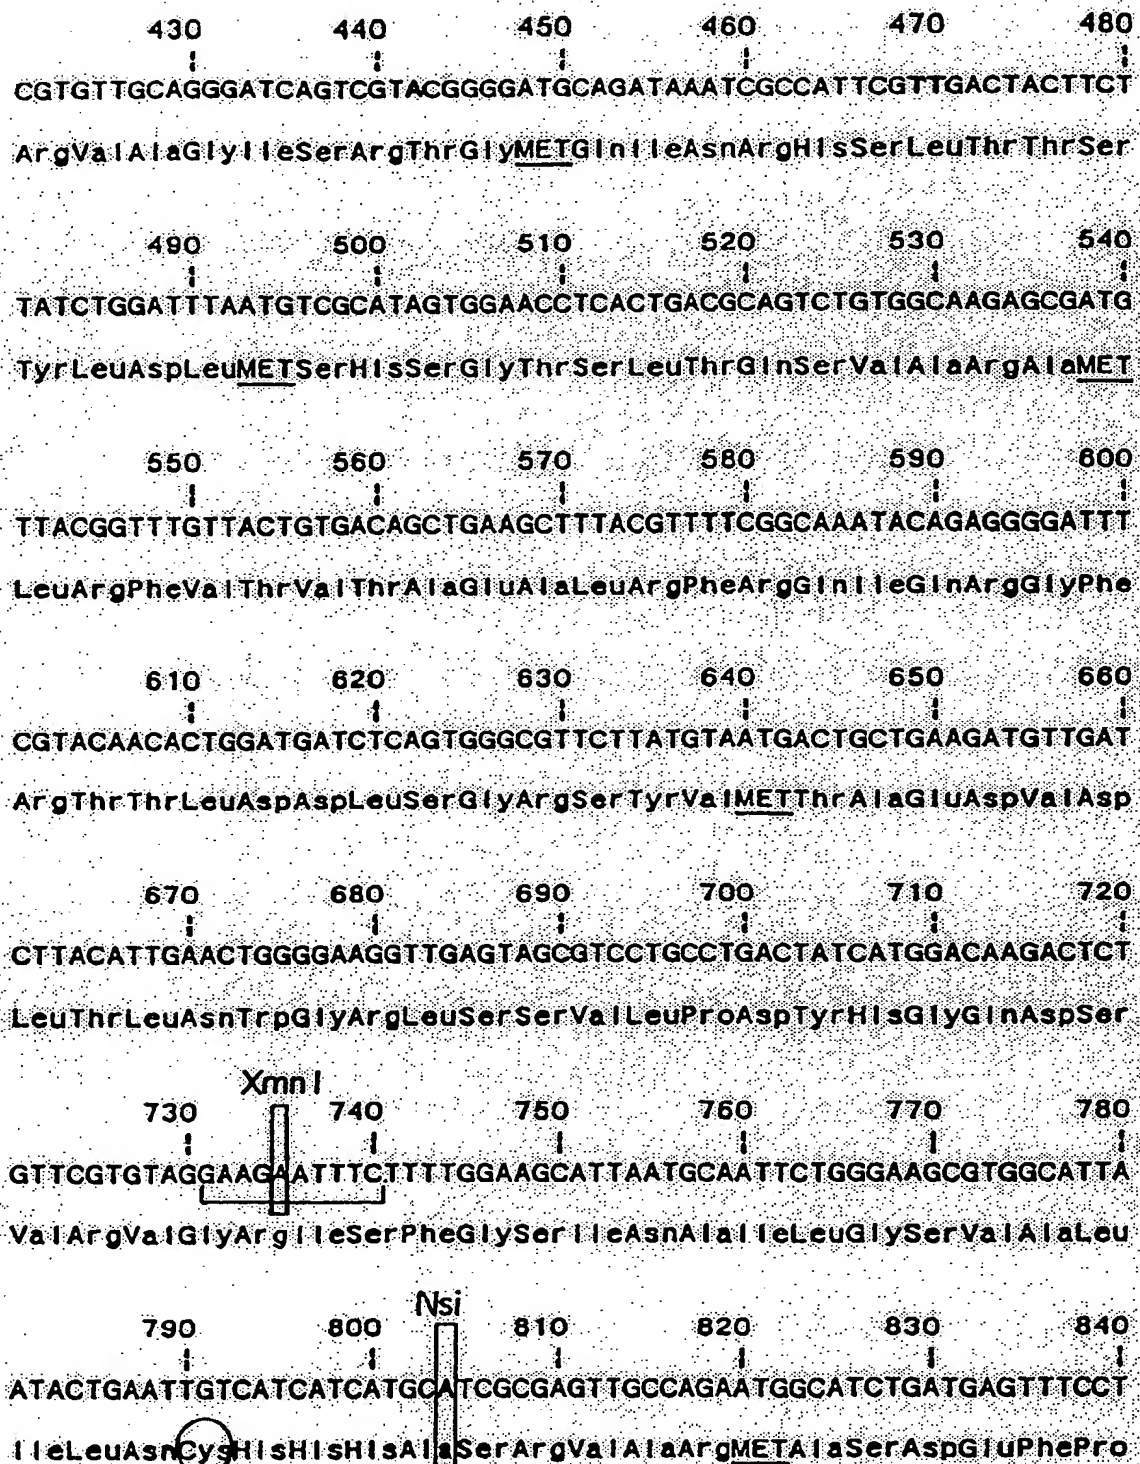 430 440 450 460 470 480
CGTGTTGCAGGGATCAGTCGTACGGGGATGCAGATAAATCGCCATTCGTTGACTACTTCT
ArgValAlaGlyIleSerArgThrGlyMETGlnIleAsnArgHisSerLeuThrThrSer
490 500 510 520 530 540
TATCTGGATTTAATGTCGCATAGTGGAACCTCACTGACGCAGTCTGTGGCAAGAGCGATG
TyrLeuAspLeuMETSerHisSerGlyThrSerLeuThrGlnSerValAlaArgAlaMET
550 560 570 580 590 600
TTACGGTTTGTTACTGTGACAGCTGAAGCTTTACGTTTTCGGCAAATACAGAGGGGATTT
LeuArgPheValThrValThrAlaGluAlaLeuArgPheArgGlnIleGlnArgGlyPhe
610 620 630 640 650 660
CGTACAACACTGGATGATCTCAGTGGGCGTTCTTATGTAATGACTGCTGAAGATGTTGAT
ArgThrThrLeuAspAspLeuSerGlyArgSerTyrValMETThrAlaGluAspValAsp
670 680 690 700 710 720
CTTACATTGAACTGGGGAAGGTTGAGTAGCGTCCTGCCTGACTATCATGGACAAGACTCT
LeuThrLeuAsnTrpGlyArgLeuSerSerValLeuProAspTyrHisGlyGlnAspSer
Xmn I
730 740 750 760 770 780
GTTCGTGTAGGAAGAATTTCTTTTGGAAGCATTAATGCAATTCTGGGAAGCGTGGCATTA
ValArgValGlyArgIleSerPheGlySerIleAsnAlaIleLeuGlySerValAlaLeu
Nsi
790 800 810 820 830 840
ATACTGAATTGTCATCATCATGCATCGCGAGTTGCCAGAATGGCATCTGATGAGTTTCCT
IleLeuAsnCysHisHisHisAlaSerArgValAlaArgMETAlaSerAspGluPhePro